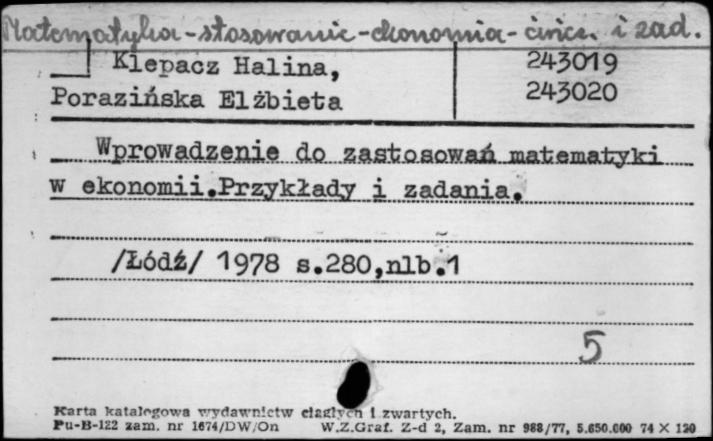 Matematyka - stosowanie - ekonomia - ćwicz. i zad.
Klepacz Halina, 243019
Porazińska Elżbieta 243020
Wprowadzenie do zastosowań matematyki
w ekonomii.Przykłady i zadania.
/Łódź/ 1978 s.280,nlb.1
5
Karta katalogowa wydawnictw ciągłych i zwartych.
Pu-B-122 zam. nr 1674/DW/On W.Z.Graf. Z-d 2, Zam. nr 988/77, 5.650.000 74 X 120